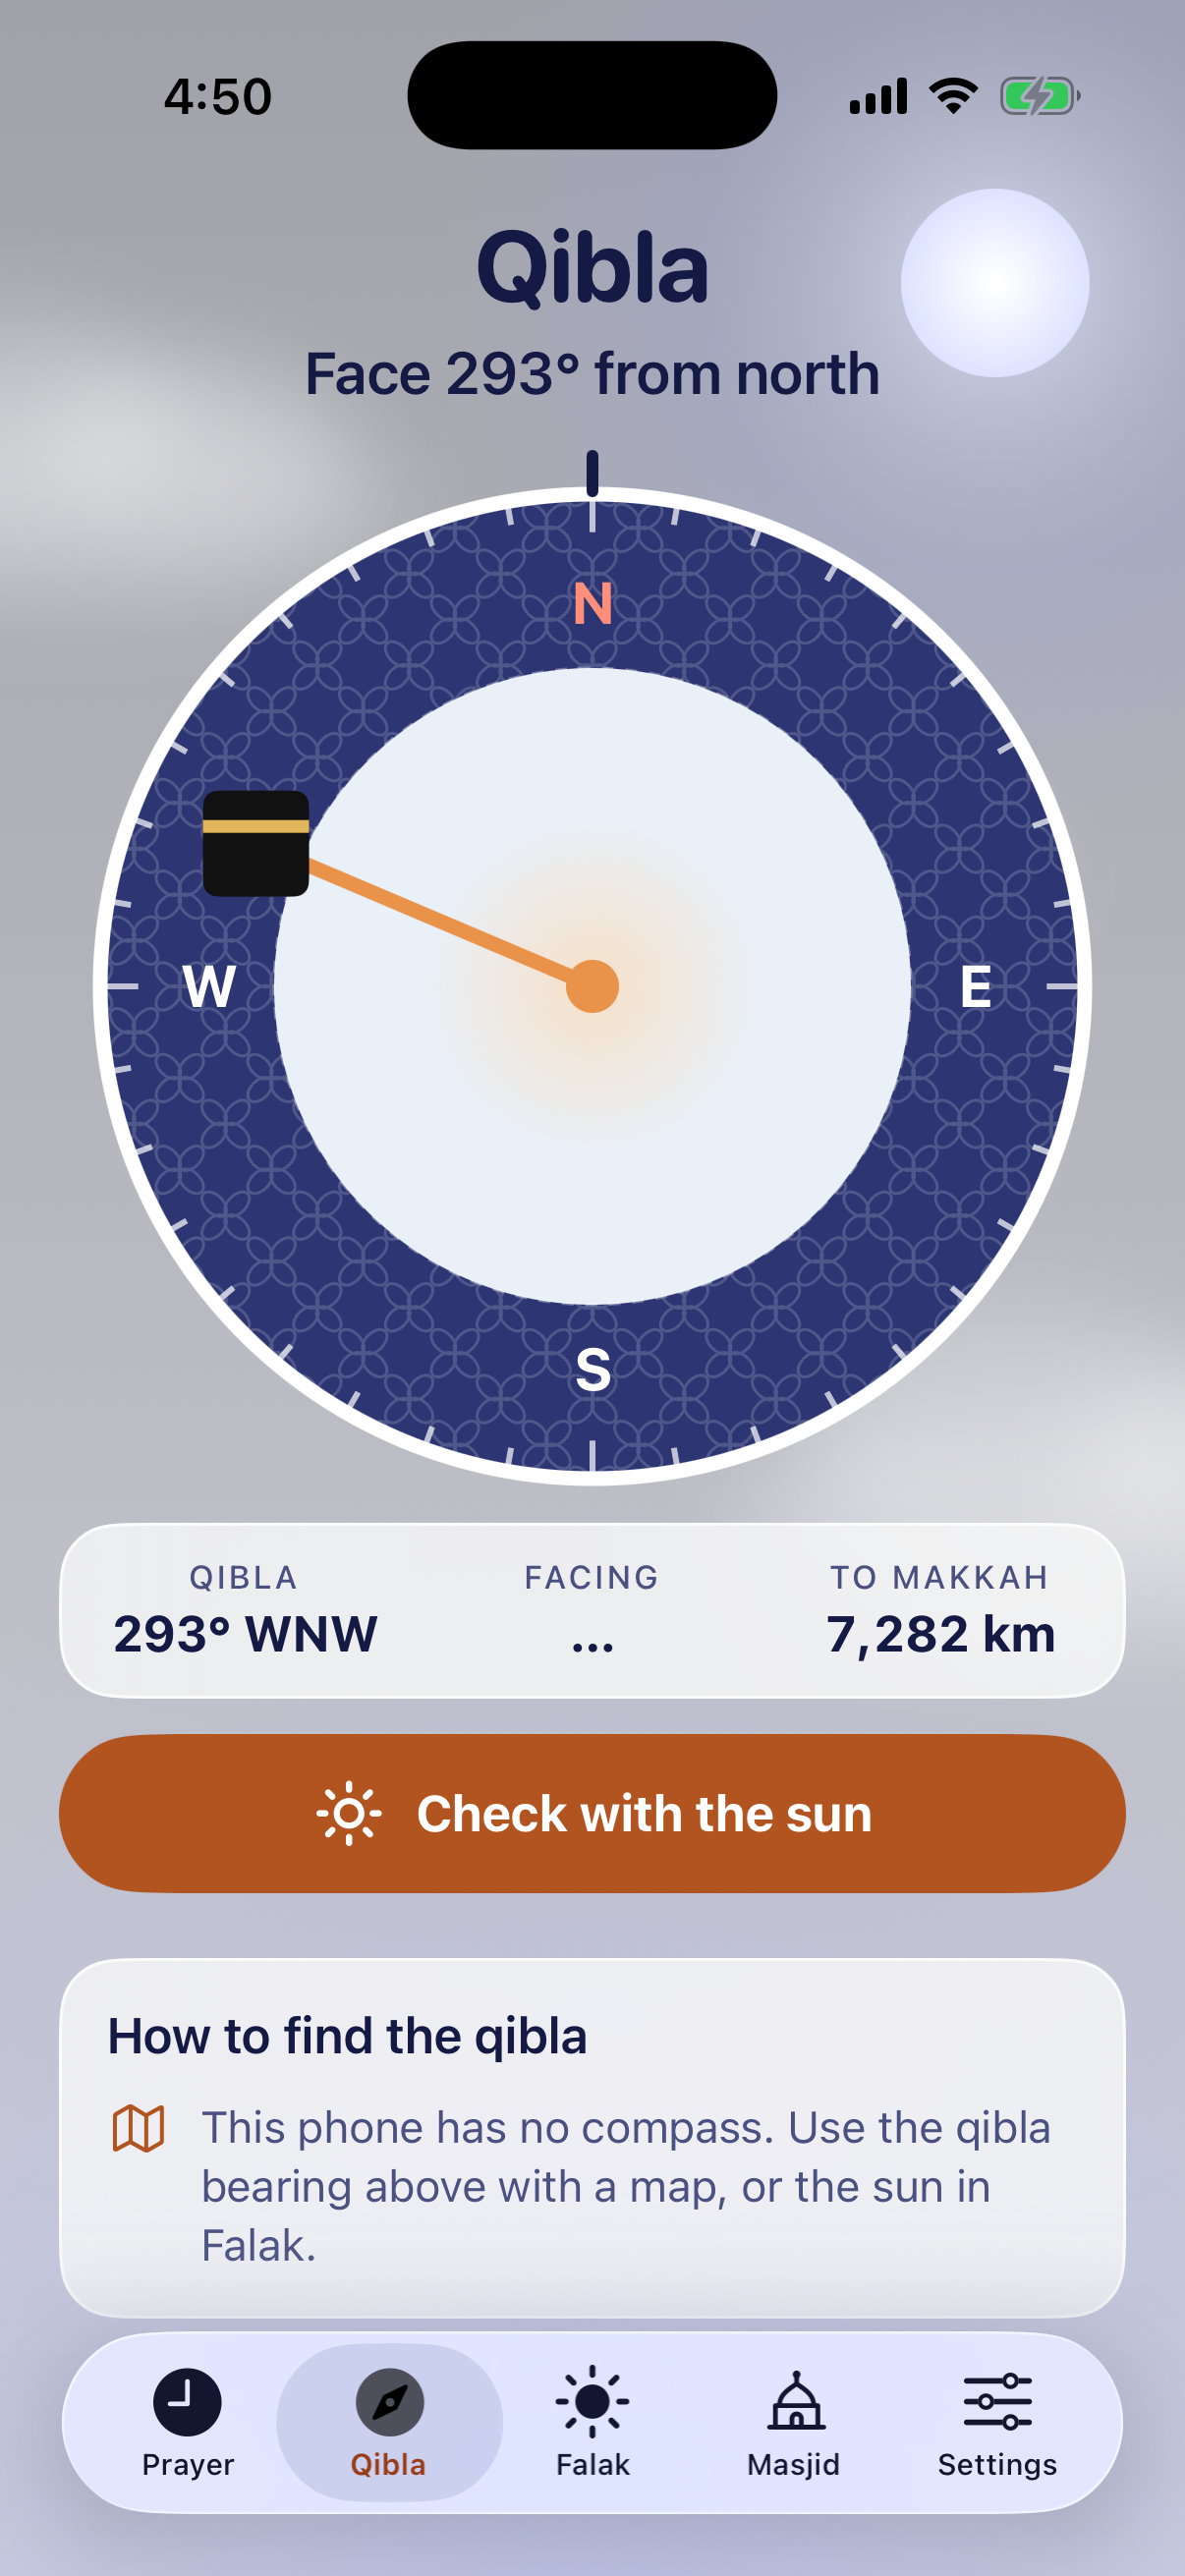 4:50
Qibla
Face 293° from north
N
W
E
S
QIBLA
293° WNW
FACING
...
TO MAKKAH
7,282 km
Check with the sun
How to find the qibla
This phone has no compass. Use the qibla
bearing above with a map, or the sun in
Falak.
Prayer
Qibla
Falak
Masjid
Settings